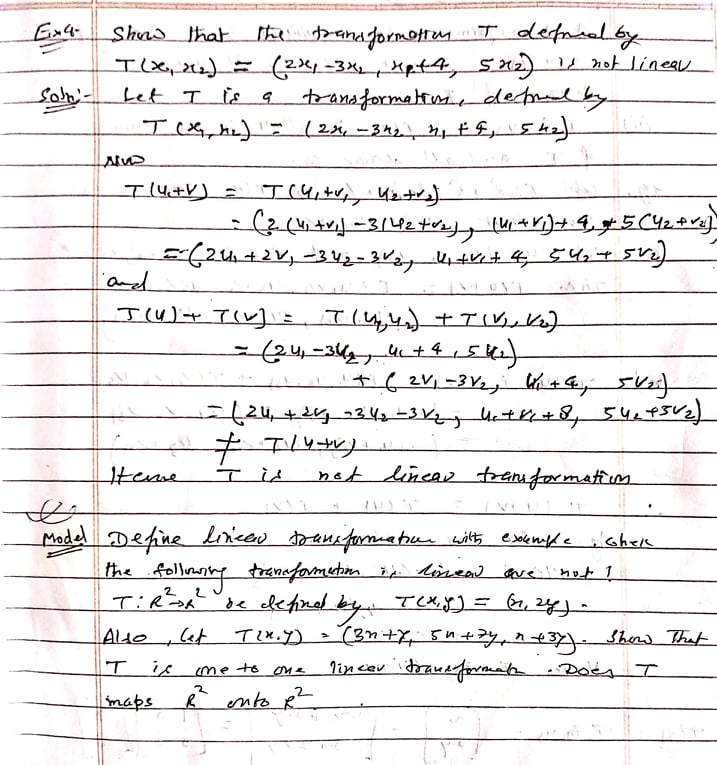 Ex 4:- Show that the transformation T defined by
T(x₁, x₂) = (2x₁ - 3x₂, x₁+4, 5x₂) is not linear
Soln:- Let T is a transformation, defined by
T(x₁, x₂) = (2x₁ - 3x₂, x₁ + 4, 5x₂)
Now
T(u+v) = T(u₁+v₁, u₂+v₂)
= (2(u₁+v₁) - 3(u₂+v₂), (u₁+v₁)+4, 5(u₂+v₂))
= (2u₁ + 2v₁ - 3u₂ - 3v₂, u₁+v₁+4, 5u₂ + 5v₂)
and
T(u) + T(v) = T(u₁, u₂) + T(v₁, v₂)
= (2u₁ - 3u₂, u₁ + 4, 5u₂)
+ (2v₁ - 3v₂, v₁ + 4, 5v₂)
= (2u₁ + 2v₁ - 3u₂ - 3v₂, u₁+v₁+8, 5u₂+5v₂)
≠ T(u+v)
Hence T is not linear transformation
Model Define linear transformation with example. Check
the following transformation is linear are not?
T: R²→R² be defined by T(x,y) = (x, 2y).
Also, let T(x,y) = (3x+y, 5x+7y, x+3y). Show That
T is one to one linear transformatn. Does T
maps R² onto R².